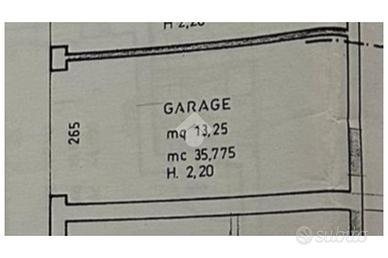 H 2,20
GARAGE
mq 13,25
265
mc 35,775
H. 2,20
subito